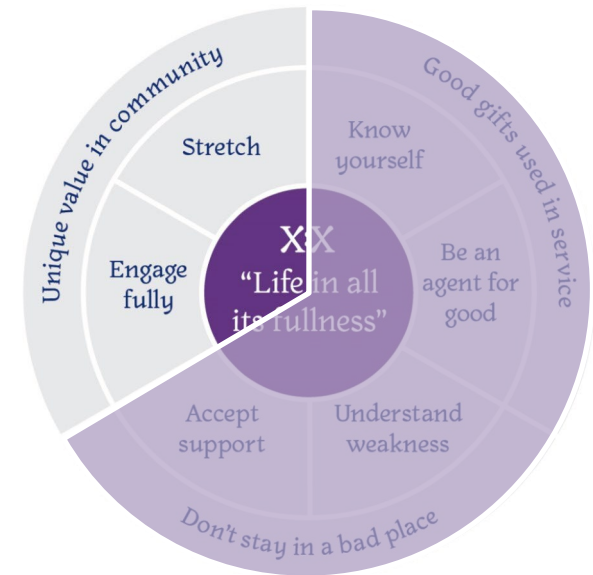 Unique value in community
Good gifts used in service
Stretch
Know
yourself
Engage
fully
Be an
agent for
good
XX
“Life in all
its fullness”
Accept
support
Understand
weakness
Don't stay in a bad place